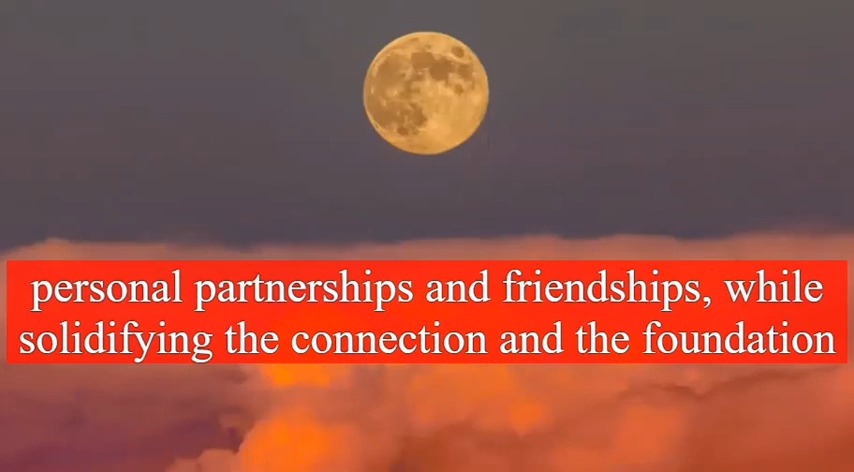 personal partnerships and friendships, while
solidifying the connection and the foundation